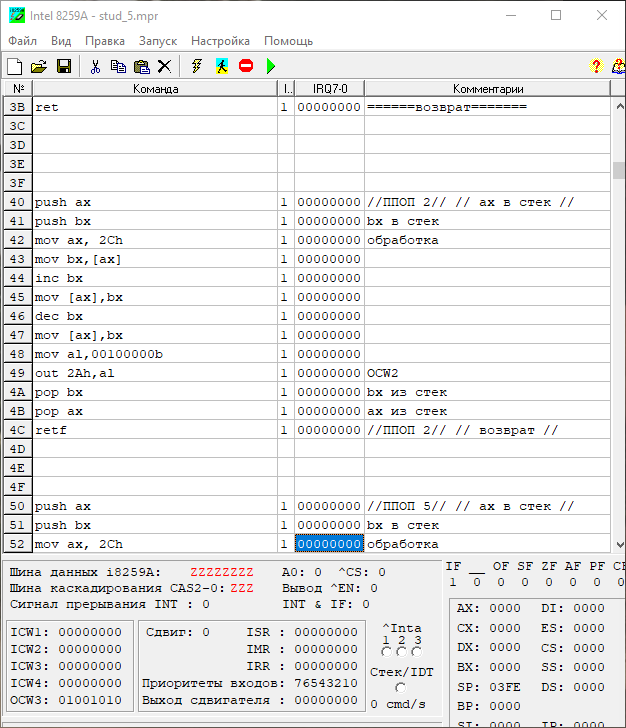 Intel 8259A - stud_5.mpr
Файл Вид Правка Запуск Настройка Помощь
№ Команда I.. IRQ7-0 Комментарии
3B ret 1 00000000 ======возврат=======
3C
3D
3E
3F
40 push ax 1 00000000 //ППОП 2// // ax в стек //
41 push bx 1 00000000 bx в стек
42 mov ax, 2Ch 1 00000000 обработка
43 mov bx,[ax] 1 00000000
44 inc bx 1 00000000
45 mov [ax],bx 1 00000000
46 dec bx 1 00000000
47 mov [ax],bx 1 00000000
48 mov al,00100000b 1 00000000
49 out 2Ah,al 1 00000000 OCW2
4A pop bx 1 00000000 bx из стек
4B pop ax 1 00000000 ax из стек
4C retf 1 00000000 //ППОП 2// // возврат //
4D
4E
4F
50 push ax 1 00000000 //ППОП 5// // ax в стек //
51 push bx 1 00000000 bx в стек
52 mov ax, 2Ch 1 00000000 обработка
Шина данных i8259A: ZZZZZZZZ A0: 0 ^CS: 0
Шина каскадирования CAS2-0: ZZZ Вывод ^EN: 0
Сигнал прерывания INT : 0 INT & IF: 0
ICW1: 00000000
ICW2: 00000000
ICW3: 00000000
ICW4: 00000000
OCW3: 01001010
Сдвиг: 0 ISR : 00000000
IMR : 00000000
IRR : 00000000
Приоритеты входов: 76543210
Выход сдвигателя : 00000000
^Inta
1 2 3
Стек/IDT
0 cmd/s
IF __ OF SF ZF AF PF
1 0 0 0 0 0 0
AX: 0000 DI: 0000
CX: 0000 ES: 0000
DX: 0000 CS: 0000
BX: 0000 SS: 0000
SP: 03FE DS: 0000
BP: 0000